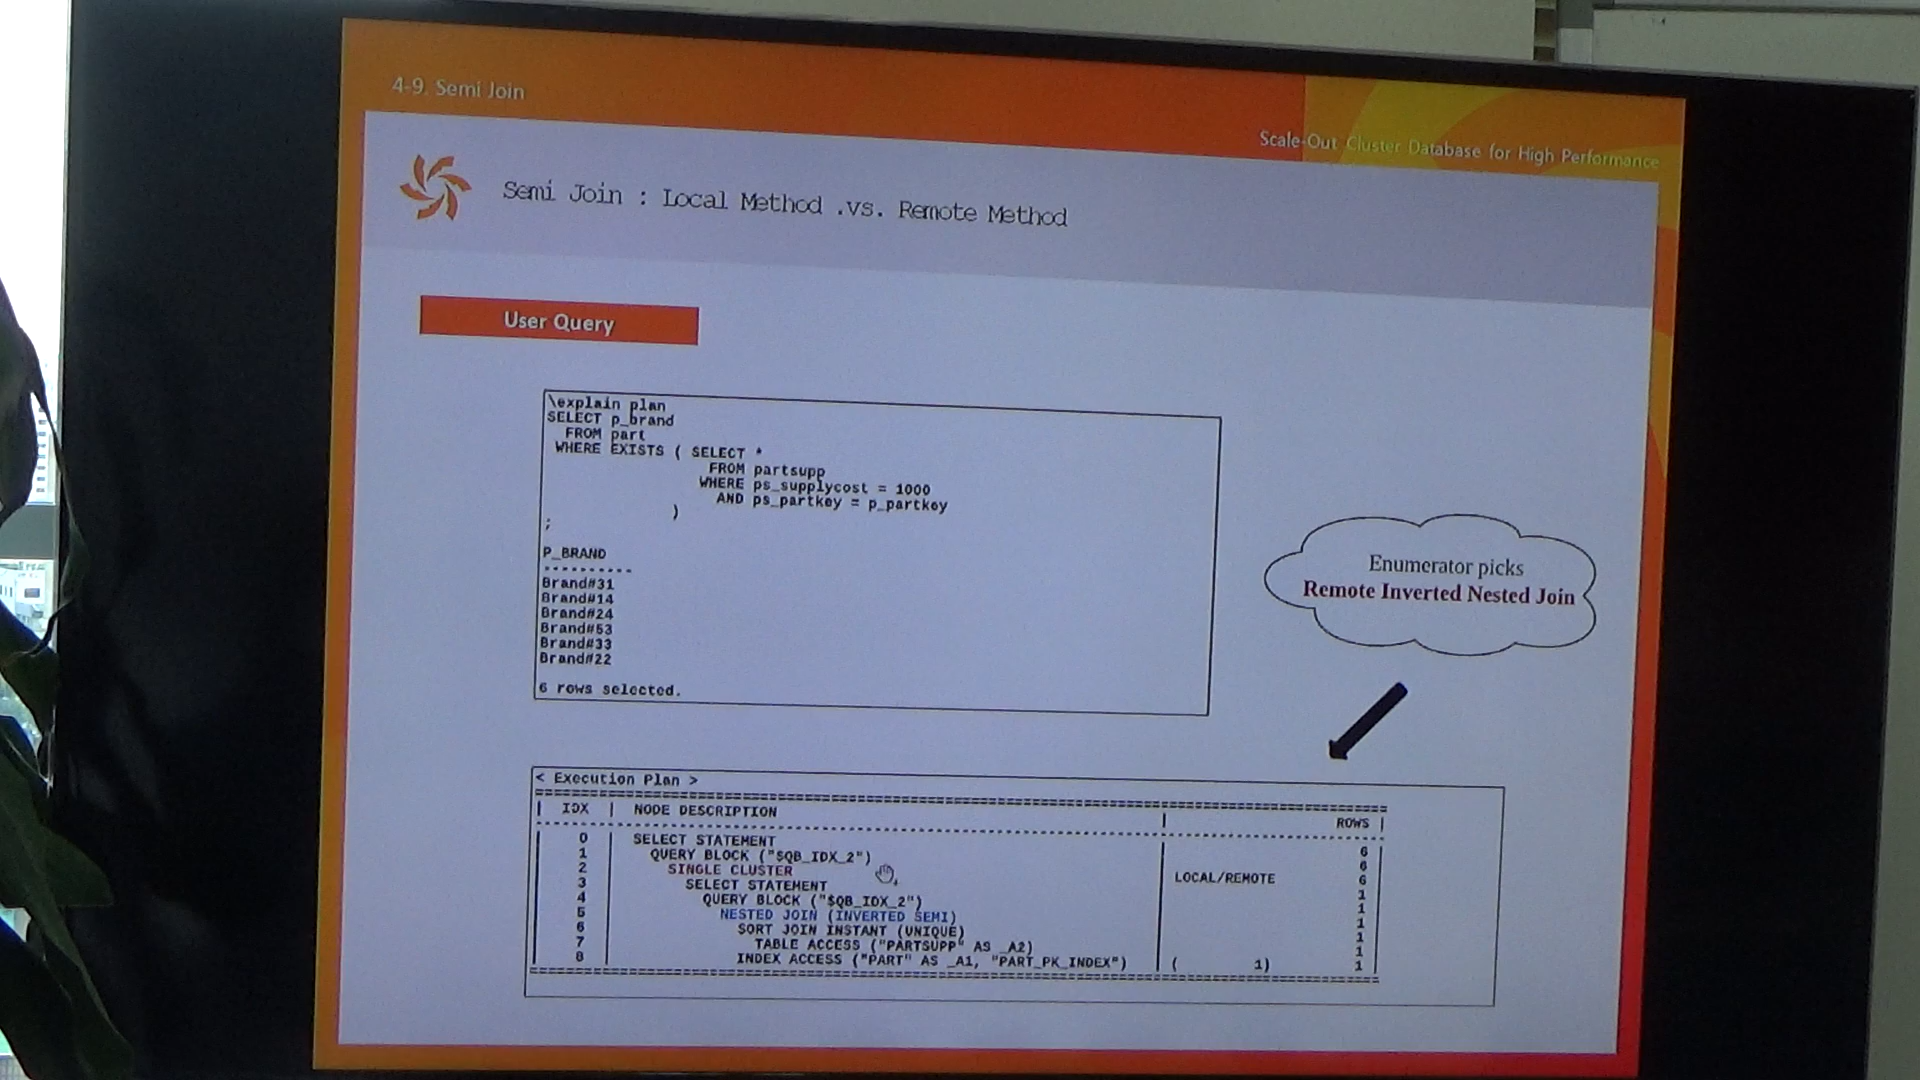 4-9. Semi Join
Scale-Out Cluster Database for High Performance
Semi Join : Local Method .vs. Remote Method
User Query
\explain plan
SELECT p_brand
FROM part
WHERE EXISTS ( SELECT *
FROM partsupp
WHERE ps_supplycost = 1000
AND ps_partkey = p_partkey
)
;
P_BRAND
----------
Brand#31
Brand#14
Brand#24
Brand#53
Brand#33
Brand#22
6 rows selected.
Enumerator picks
Remote Inverted Nested Join
< Execution Plan >
| IDX | NODE DESCRIPTION | ROWS |
| 0 | SELECT STATEMENT | 6 |
| 1 | QUERY BLOCK ("$QB_IDX_2") | 6 |
| 2 | SINGLE CLUSTER | LOCAL/REMOTE 6 |
| 3 | SELECT STATEMENT | 1 |
| 4 | QUERY BLOCK ("$QB_IDX_2") | 1 |
| 5 | NESTED JOIN (INVERTED SEMI) | 1 |
| 6 | SORT JOIN INSTANT (UNIQUE) | 1 |
| 7 | TABLE ACCESS ("PARTSUPP" AS _A2) | 1 |
| 8 | INDEX ACCESS ("PART" AS _A1, "PART_PK_INDEX") | ( 1) 1 |